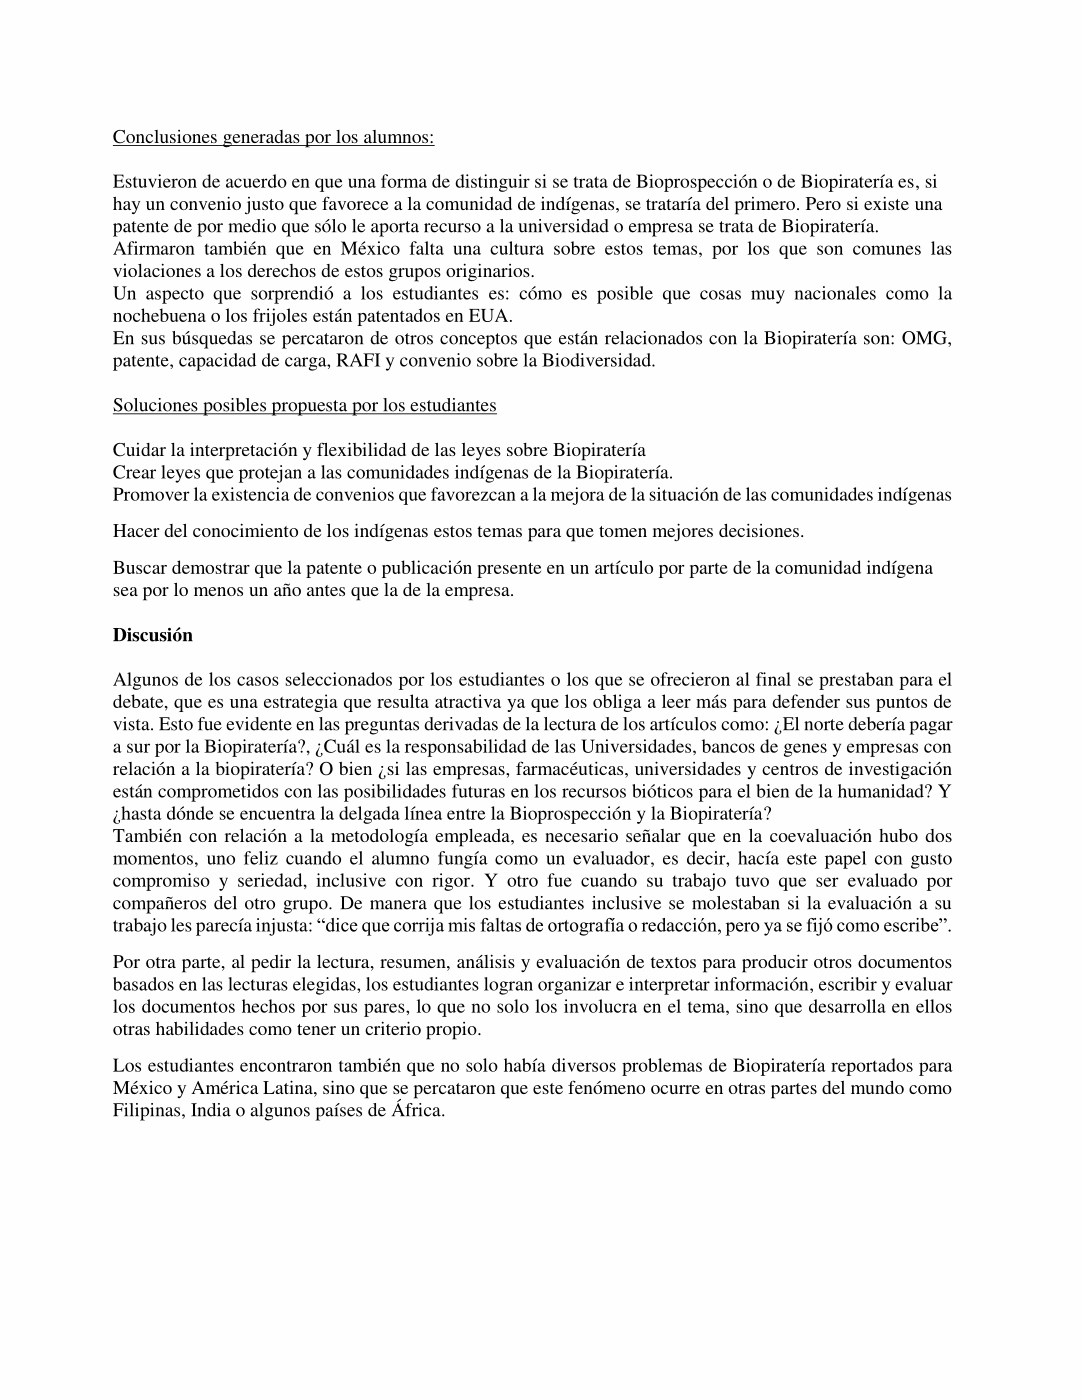 Conclusiones generadas por los alumnos:
Estuvieron de acuerdo en que una forma de distinguir si se trata de Bioprospección o de Biopiratería es, si
hay un convenio justo que favorece a la comunidad de indígenas, se trataría del primero. Pero si existe una
patente de por medio que sólo le aporta recurso a la universidad o empresa se trata de Biopiratería.
Afirmaron también que en México falta una cultura sobre estos temas, por los que son comunes las
violaciones a los derechos de estos grupos originarios.
Un aspecto que sorprendió a los estudiantes es: cómo es posible que cosas muy nacionales como la
nochebuena o los frijoles están patentados en EUA.
En sus búsquedas se percataron de otros conceptos que están relacionados con la Biopiratería son: OMG,
patente, capacidad de carga, RAFI y convenio sobre la Biodiversidad.
Soluciones posibles propuesta por los estudiantes
Cuidar la interpretación y flexibilidad de las leyes sobre Biopiratería
Crear leyes que protejan a las comunidades indígenas de la Biopiratería.
Promover la existencia de convenios que favorezcan a la mejora de la situación de las comunidades indígenas
Hacer del conocimiento de los indígenas estos temas para que tomen mejores decisiones.
Buscar demostrar que la patente o publicación presente en un artículo por parte de la comunidad indígena
sea por lo menos un año antes que la de la empresa.
Discusión
Algunos de los casos seleccionados por los estudiantes o los que se ofrecieron al final se prestaban para el
debate, que es una estrategia que resulta atractiva ya que los obliga a leer más para defender sus puntos de
vista. Esto fue evidente en las preguntas derivadas de la lectura de los artículos como: ¿El norte debería pagar
a sur por la Biopiratería?, ¿Cuál es la responsabilidad de las Universidades, bancos de genes y empresas con
relación a la biopiratería? O bien ¿si las empresas, farmacéuticas, universidades y centros de investigación
están comprometidos con las posibilidades futuras en los recursos bióticos para el bien de la humanidad? Y
¿hasta dónde se encuentra la delgada línea entre la Bioprospección y la Biopiratería?
También con relación a la metodología empleada, es necesario señalar que en la coevaluación hubo dos
momentos, uno feliz cuando el alumno fungía como un evaluador, es decir, hacía este papel con gusto
compromiso y seriedad, inclusive con rigor. Y otro fue cuando su trabajo tuvo que ser evaluado por
compañeros del otro grupo. De manera que los estudiantes inclusive se molestaban si la evaluación a su
trabajo les parecía injusta: “dice que corrija mis faltas de ortografía o redacción, pero ya se fijó como escribe”.
Por otra parte, al pedir la lectura, resumen, análisis y evaluación de textos para producir otros documentos
basados en las lecturas elegidas, los estudiantes logran organizar e interpretar información, escribir y evaluar
los documentos hechos por sus pares, lo que no solo los involucra en el tema, sino que desarrolla en ellos
otras habilidades como tener un criterio propio.
Los estudiantes encontraron también que no solo había diversos problemas de Biopiratería reportados para
México y América Latina, sino que se percataron que este fenómeno ocurre en otras partes del mundo como
Filipinas, India o algunos países de África.